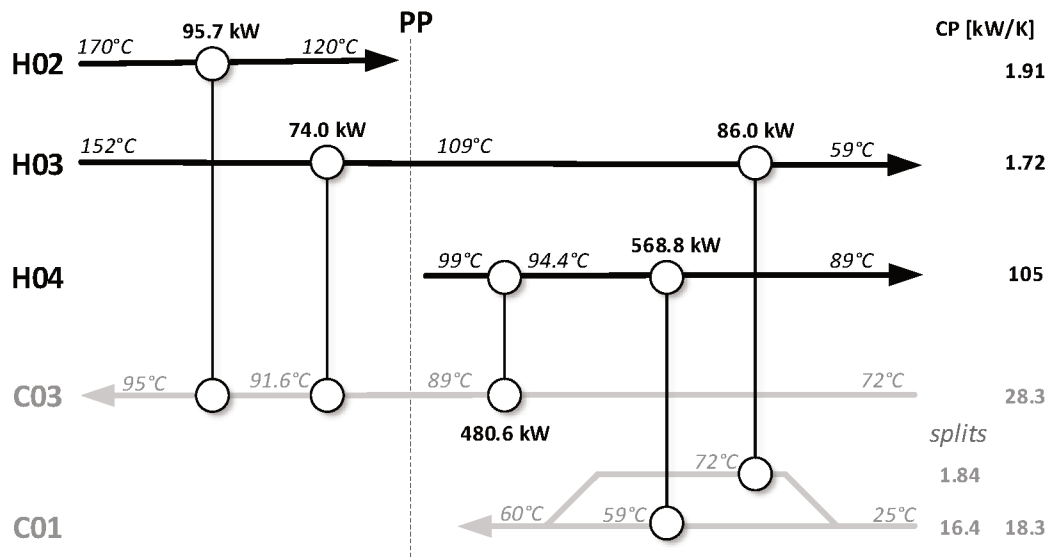 PP
CP [kW/K]
95.7 kW
170°C
120°C
H02
1.91
74.0 kW
86.0 kW
152°C
109°C
59°C
H03
1.72
568.8 kW
99°C
94.4°C
89°C
H04
105
95°C
91.6°C
89°C
72°C
C03
28.3
480.6 kW
splits
72°C
1.84
60°C
59°C
25°C
C01
16.4
18.3